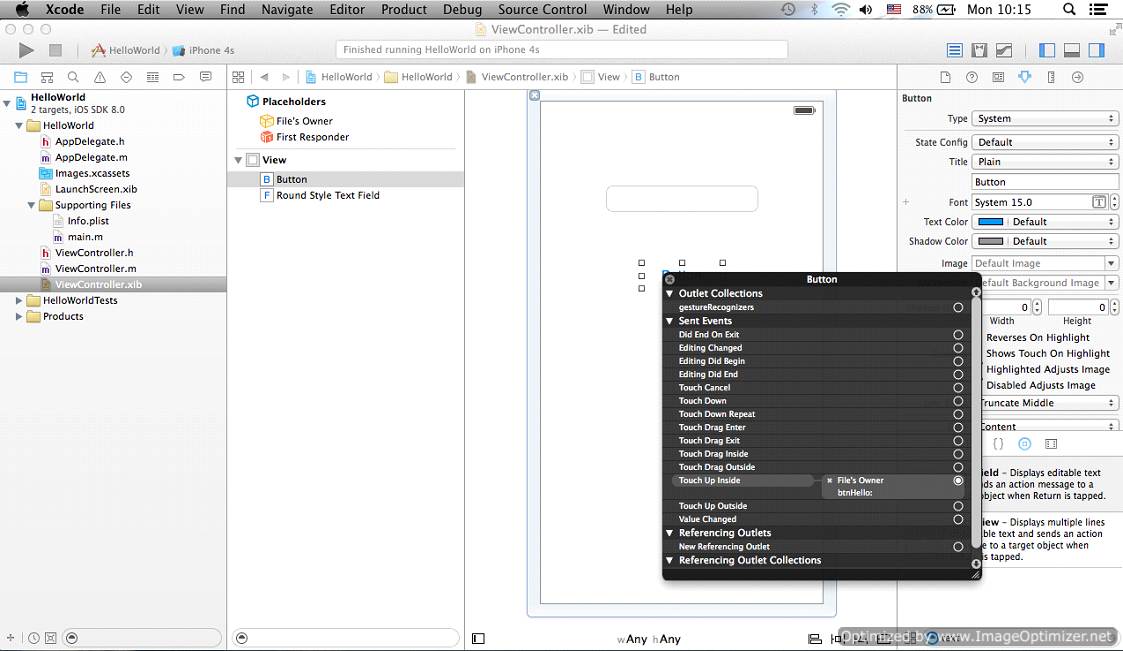 Xcode File Edit View Find Navigate Editor Product Debug Source Control Window Help 88% Mon 10:15
ViewController.xib — Edited
HelloWorld iPhone 4s Finished running HelloWorld on iPhone 4s
HelloWorld HelloWorld ViewController.xib View B Button
HelloWorld
2 targets, iOS SDK 8.0
HelloWorld
h AppDelegate.h
m AppDelegate.m
Images.xcassets
LaunchScreen.xib
Supporting Files
Info.plist
m main.m
h ViewController.h
m ViewController.m
ViewController.xib
HelloWorldTests
Products
Placeholders
File's Owner
First Responder
View
B Button
F Round Style Text Field
Button
Outlet Collections
gestureRecognizers
Sent Events
Did End On Exit
Editing Changed
Editing Did Begin
Editing Did End
Touch Cancel
Touch Down
Touch Down Repeat
Touch Drag Enter
Touch Drag Exit
Touch Drag Inside
Touch Drag Outside
Touch Up Inside File's Owner
btnHello:
Touch Up Outside
Value Changed
Referencing Outlets
New Referencing Outlet
Referencing Outlet Collections
wAny hAny
Button
Type System
State Config Default
Title Plain
Button
Font System 15.0 T
Text Color Default
Shadow Color Default
Image Default Image
efault Background Image
0 0
Width Height
Reverses On Highlight
Shows Touch On Highlight
Highlighted Adjusts Image
Disabled Adjusts Image
Truncate Middle
Content
{ }
ield – Displays editable text
nds an action message to a
object when Return is tapped.
iew – Displays multiple lines
able text and sends an action
e to a target object when
is tapped.
Optimized by www.ImageOptimizer.net